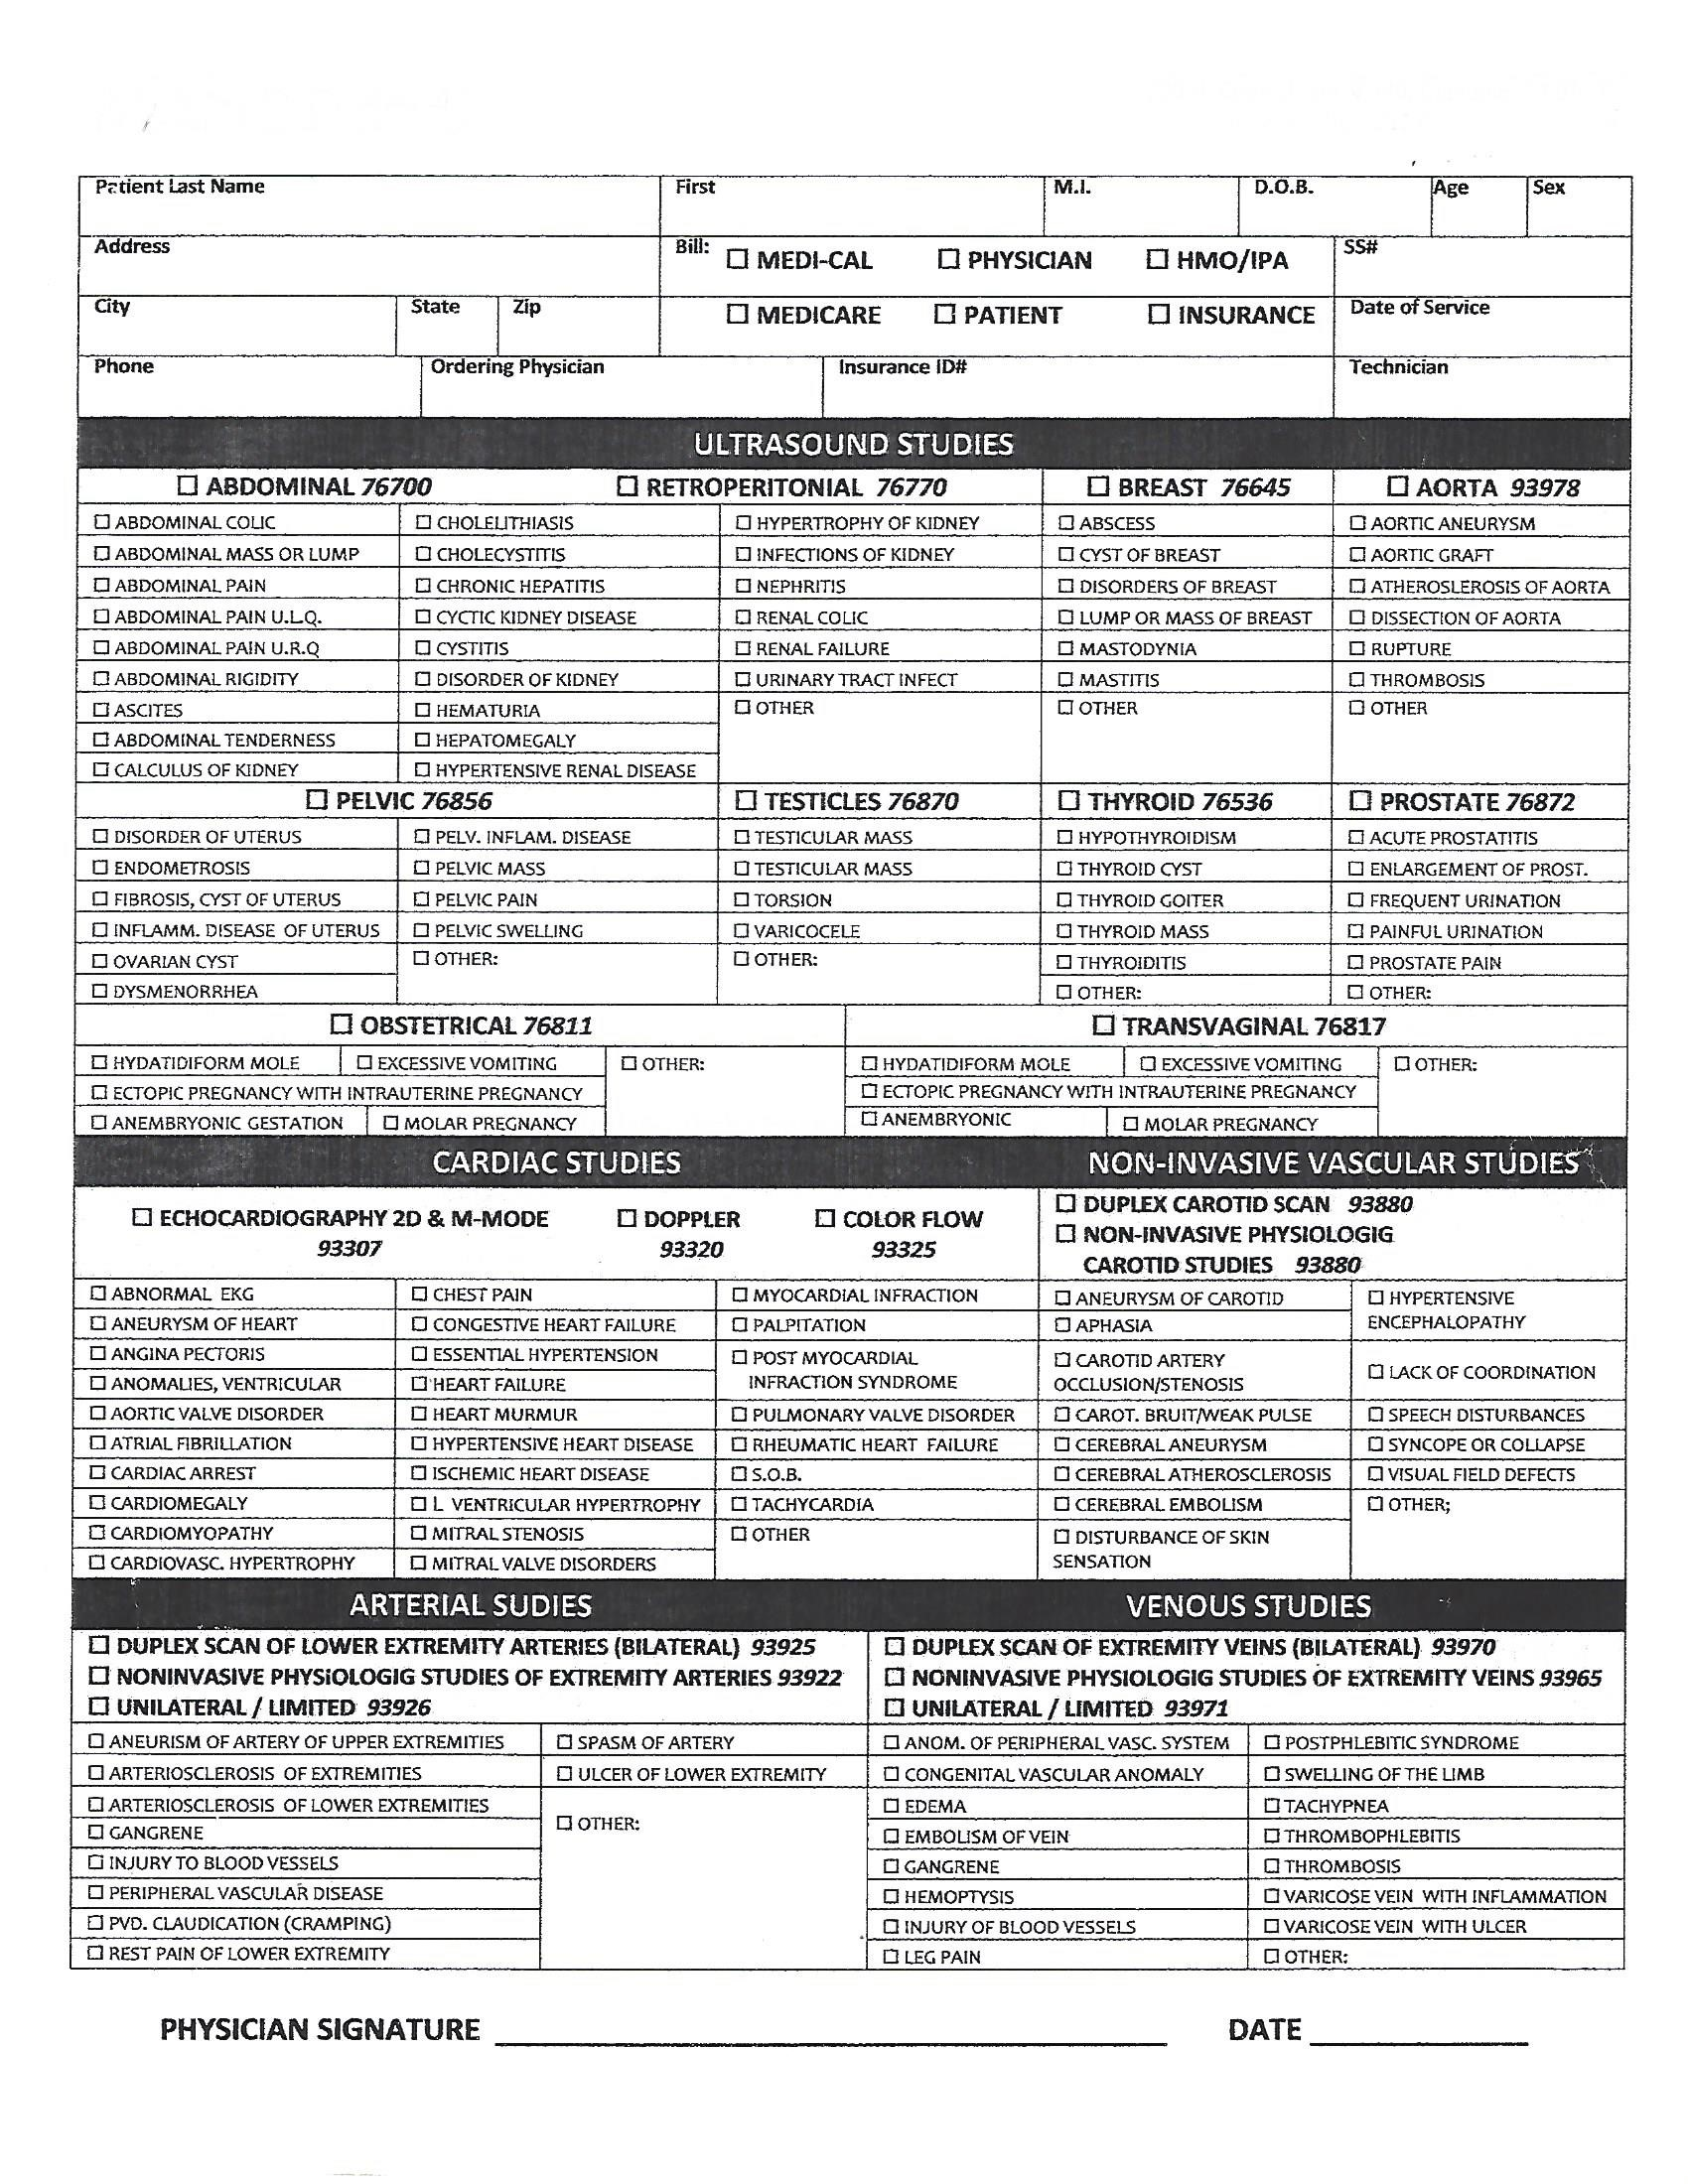 Patient Last Name First M.I. D.O.B. Age Sex
Address Bill: ☐ MEDI-CAL ☐ PHYSICIAN ☐ HMO/IPA SS#
City State Zip ☐ MEDICARE ☐ PATIENT ☐ INSURANCE Date of Service
Phone Ordering Physician Insurance ID# Technician
ULTRASOUND STUDIES
☐ ABDOMINAL 76700 ☐ RETROPERITONIAL 76770 ☐ BREAST 76645 ☐ AORTA 93978
☐ ABDOMINAL COLIC ☐ CHOLELITHIASIS ☐ HYPERTROPHY OF KIDNEY ☐ ABSCESS ☐ AORTIC ANEURYSM
☐ ABDOMINAL MASS OR LUMP ☐ CHOLECYSTITIS ☐ INFECTIONS OF KIDNEY ☐ CYST OF BREAST ☐ AORTIC GRAFT
☐ ABDOMINAL PAIN ☐ CHRONIC HEPATITIS ☐ NEPHRITIS ☐ DISORDERS OF BREAST ☐ ATHEROSLEROSIS OF AORTA
☐ ABDOMINAL PAIN U.L.Q. ☐ CYCTIC KIDNEY DISEASE ☐ RENAL COLIC ☐ LUMP OR MASS OF BREAST ☐ DISSECTION OF AORTA
☐ ABDOMINAL PAIN U.R.Q ☐ CYSTITIS ☐ RENAL FAILURE ☐ MASTODYNIA ☐ RUPTURE
☐ ABDOMINAL RIGIDITY ☐ DISORDER OF KIDNEY ☐ URINARY TRACT INFECT ☐ MASTITIS ☐ THROMBOSIS
☐ ASCITES ☐ HEMATURIA ☐ OTHER ☐ OTHER ☐ OTHER
☐ ABDOMINAL TENDERNESS ☐ HEPATOMEGALY
☐ CALCULUS OF KIDNEY ☐ HYPERTENSIVE RENAL DISEASE
☐ PELVIC 76856 ☐ TESTICLES 76870 ☐ THYROID 76536 ☐ PROSTATE 76872
☐ DISORDER OF UTERUS ☐ PELV. INFLAM. DISEASE ☐ TESTICULAR MASS ☐ HYPOTHYROIDISM ☐ ACUTE PROSTATITIS
☐ ENDOMETROSIS ☐ PELVIC MASS ☐ TESTICULAR MASS ☐ THYROID CYST ☐ ENLARGEMENT OF PROST.
☐ FIBROSIS, CYST OF UTERUS ☐ PELVIC PAIN ☐ TORSION ☐ THYROID GOITER ☐ FREQUENT URINATION
☐ INFLAMM. DISEASE OF UTERUS ☐ PELVIC SWELLING ☐ VARICOCELE ☐ THYROID MASS ☐ PAINFUL URINATION
☐ OVARIAN CYST ☐ OTHER: ☐ OTHER: ☐ THYROIDITIS ☐ PROSTATE PAIN
☐ DYSMENORRHEA ☐ OTHER: ☐ OTHER:
☐ OBSTETRICAL 76811 ☐ TRANSVAGINAL 76817
☐ HYDATIDIFORM MOLE ☐ EXCESSIVE VOMITING ☐ OTHER: ☐ HYDATIDIFORM MOLE ☐ EXCESSIVE VOMITING ☐ OTHER:
☐ ECTOPIC PREGNANCY WITH INTRAUTERINE PREGNANCY ☐ ECTOPIC PREGNANCY WITH INTRAUTERINE PREGNANCY
☐ ANEMBRYONIC GESTATION ☐ MOLAR PREGNANCY ☐ ANEMBRYONIC ☐ MOLAR PREGNANCY
CARDIAC STUDIES NON-INVASIVE VASCULAR STUDIES
☐ ECHOCARDIOGRAPHY 2D & M-MODE ☐ DOPPLER ☐ COLOR FLOW
93307 93320 93325
☐ DUPLEX CAROTID SCAN 93880
☐ NON-INVASIVE PHYSIOLOGIG
CAROTID STUDIES 93880
☐ ABNORMAL EKG ☐ CHEST PAIN ☐ MYOCARDIAL INFRACTION ☐ ANEURYSM OF CAROTID ☐ HYPERTENSIVE
☐ ANEURYSM OF HEART ☐ CONGESTIVE HEART FAILURE ☐ PALPITATION ☐ APHASIA ENCEPHALOPATHY
☐ ANGINA PECTORIS ☐ ESSENTIAL HYPERTENSION ☐ POST MYOCARDIAL ☐ CAROTID ARTERY ☐ LACK OF COORDINATION
☐ ANOMALIES, VENTRICULAR ☐ HEART FAILURE INFRACTION SYNDROME OCCLUSION/STENOSIS
☐ AORTIC VALVE DISORDER ☐ HEART MURMUR ☐ PULMONARY VALVE DISORDER ☐ CAROT. BRUIT/WEAK PULSE ☐ SPEECH DISTURBANCES
☐ ATRIAL FIBRILLATION ☐ HYPERTENSIVE HEART DISEASE ☐ RHEUMATIC HEART FAILURE ☐ CEREBRAL ANEURYSM ☐ SYNCOPE OR COLLAPSE
☐ CARDIAC ARREST ☐ ISCHEMIC HEART DISEASE ☐ S.O.B. ☐ CEREBRAL ATHEROSCLEROSIS ☐ VISUAL FIELD DEFECTS
☐ CARDIOMEGALY ☐ L VENTRICULAR HYPERTROPHY ☐ TACHYCARDIA ☐ CEREBRAL EMBOLISM ☐ OTHER;
☐ CARDIOMYOPATHY ☐ MITRAL STENOSIS ☐ OTHER ☐ DISTURBANCE OF SKIN
☐ CARDIOVASC. HYPERTROPHY ☐ MITRAL VALVE DISORDERS SENSATION
ARTERIAL SUDIES VENOUS STUDIES
☐ DUPLEX SCAN OF LOWER EXTREMITY ARTERIES (BILATERAL) 93925 ☐ DUPLEX SCAN OF EXTREMITY VEINS (BILATERAL) 93970
☐ NONINVASIVE PHYSIOLOGIG STUDIES OF EXTREMITY ARTERIES 93922 ☐ NONINVASIVE PHYSIOLOGIG STUDIES OF EXTREMITY VEINS 93965
☐ UNILATERAL / LIMITED 93926 ☐ UNILATERAL / LIMITED 93971
☐ ANEURISM OF ARTERY OF UPPER EXTREMITIES ☐ SPASM OF ARTERY ☐ ANOM. OF PERIPHERAL VASC. SYSTEM ☐ POSTPHLEBITIC SYNDROME
☐ ARTERIOSCLEROSIS OF EXTREMITIES ☐ ULCER OF LOWER EXTREMITY ☐ CONGENITAL VASCULAR ANOMALY ☐ SWELLING OF THE LIMB
☐ ARTERIOSCLEROSIS OF LOWER EXTREMITIES ☐ OTHER: ☐ EDEMA ☐ TACHYPNEA
☐ GANGRENE ☐ EMBOLISM OF VEIN ☐ THROMBOPHLEBITIS
☐ INJURY TO BLOOD VESSELS ☐ GANGRENE ☐ THROMBOSIS
☐ PERIPHERAL VASCULAR DISEASE ☐ HEMOPTYSIS ☐ VARICOSE VEIN WITH INFLAMMATION
☐ PVD. CLAUDICATION (CRAMPING) ☐ INJURY OF BLOOD VESSELS ☐ VARICOSE VEIN WITH ULCER
☐ REST PAIN OF LOWER EXTREMITY ☐ LEG PAIN ☐ OTHER:
PHYSICIAN SIGNATURE DATE